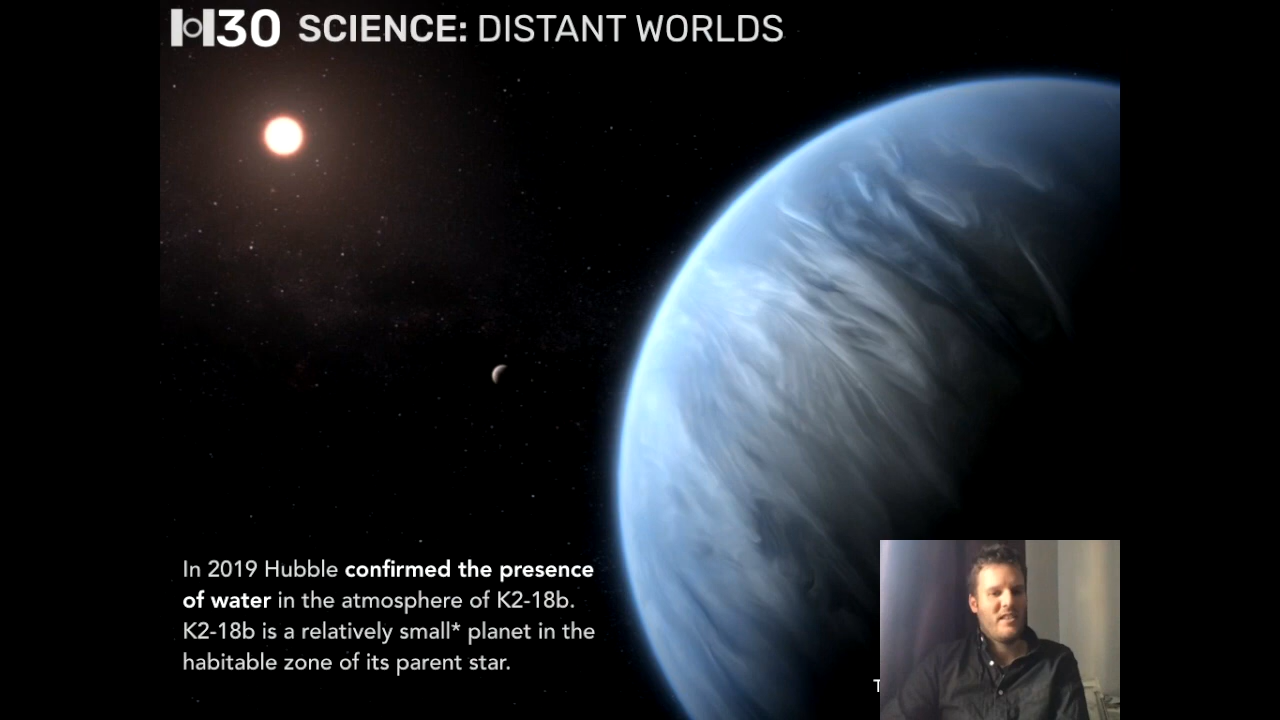 H30 SCIENCE: DISTANT WORLDS
In 2019 Hubble confirmed the presence
of water in the atmosphere of K2-18b.
K2-18b is a relatively small* planet in the
habitable zone of its parent star.